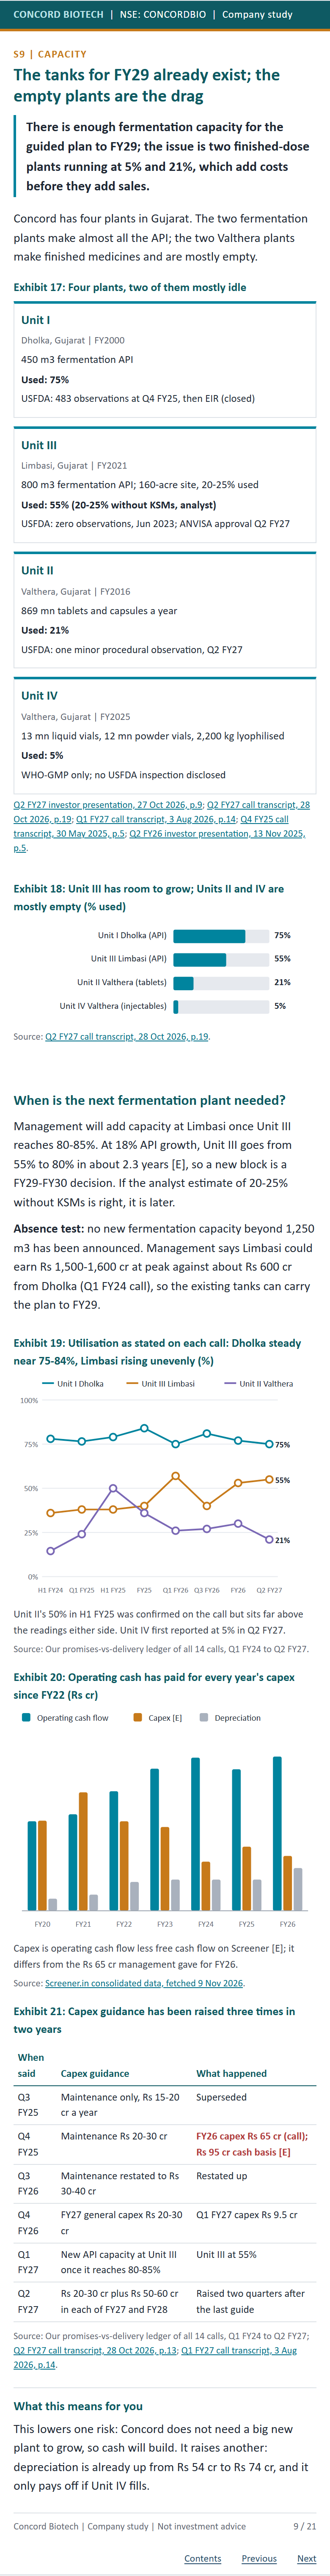 CONCORD BIOTECH | NSE: CONCORDBIO | Company study
S9 | CAPACITY
The tanks for FY29 already exist; the
empty plants are the drag
There is enough fermentation capacity for the
guided plan to FY29; the issue is two finished-dose
plants running at 5% and 21%, which add costs
before they add sales.
Concord has four plants in Gujarat. The two fermentation
plants make almost all the API; the two Valthera plants
make finished medicines and are mostly empty.
Exhibit 17: Four plants, two of them mostly idle
Unit I
Dholka, Gujarat | FY2000
450 m3 fermentation API
Used: 75%
USFDA: 483 observations at Q4 FY25, then EIR (closed)
Unit III
Limbasi, Gujarat | FY2021
800 m3 fermentation API; 160-acre site, 20-25% used
Used: 55% (20-25% without KSMs, analyst)
USFDA: zero observations, Jun 2023; ANVISA approval Q2 FY27
Unit II
Valthera, Gujarat | FY2016
869 mn tablets and capsules a year
Used: 21%
USFDA: one minor procedural observation, Q2 FY27
Unit IV
Valthera, Gujarat | FY2025
13 mn liquid vials, 12 mn powder vials, 2,200 kg lyophilised
Used: 5%
WHO-GMP only; no USFDA inspection disclosed
Q2 FY27 investor presentation, 27 Oct 2026, p.9; Q2 FY27 call transcript, 28
Oct 2026, p.19; Q1 FY27 call transcript, 3 Aug 2026, p.14; Q4 FY25 call
transcript, 30 May 2025, p.5; Q2 FY26 investor presentation, 13 Nov 2025,
p.5.
Exhibit 18: Unit III has room to grow; Units II and IV are
mostly empty (% used)
Unit I Dholka (API) 75%
Unit III Limbasi (API) 55%
Unit II Valthera (tablets) 21%
Unit IV Valthera (injectables) 5%
Source: Q2 FY27 call transcript, 28 Oct 2026, p.19.
When is the next fermentation plant needed?
Management will add capacity at Limbasi once Unit III
reaches 80-85%. At 18% API growth, Unit III goes from
55% to 80% in about 2.3 years [E], so a new block is a
FY29-FY30 decision. If the analyst estimate of 20-25%
without KSMs is right, it is later.
Absence test: no new fermentation capacity beyond 1,250
m3 has been announced. Management says Limbasi could
earn Rs 1,500-1,600 cr at peak against about Rs 600 cr
from Dholka (Q1 FY24 call), so the existing tanks can carry
the plan to FY29.
Exhibit 19: Utilisation as stated on each call: Dholka steady
near 75-84%, Limbasi rising unevenly (%)
Unit I Dholka Unit III Limbasi Unit II Valthera
100%
75%
75%
55%
50%
25%
21%
0%
H1 FY24 Q1 FY25 H1 FY25 FY25 Q1 FY26 Q3 FY26 FY26 Q2 FY27
Unit II's 50% in H1 FY25 was confirmed on the call but sits far above
the readings either side. Unit IV first reported at 5% in Q2 FY27.
Source: Our promises-vs-delivery ledger of all 14 calls, Q1 FY24 to Q2 FY27.
Exhibit 20: Operating cash has paid for every year's capex
since FY22 (Rs cr)
Operating cash flow Capex [E] Depreciation
FY20 FY21 FY22 FY23 FY24 FY25 FY26
Capex is operating cash flow less free cash flow on Screener [E]; it
differs from the Rs 65 cr management gave for FY26.
Source: Screener.in consolidated data, fetched 9 Nov 2026.
Exhibit 21: Capex guidance has been raised three times in
two years
When
said Capex guidance What happened
Q3 Maintenance only, Rs 15-20 Superseded
FY25 cr a year
Q4 Maintenance Rs 20-30 cr FY26 capex Rs 65 cr (call);
FY25 Rs 95 cr cash basis [E]
Q3 Maintenance restated to Rs Restated up
FY26 30-40 cr
Q4 FY27 general capex Rs 20-30 Q1 FY27 capex Rs 9.5 cr
FY26 cr
Q1 New API capacity at Unit III Unit III at 55%
FY27 once it reaches 80-85%
Q2 Rs 20-30 cr plus Rs 50-60 cr Raised two quarters after
FY27 in each of FY27 and FY28 the last guide
Source: Our promises-vs-delivery ledger of all 14 calls, Q1 FY24 to Q2 FY27;
Q2 FY27 call transcript, 28 Oct 2026, p.13; Q1 FY27 call transcript, 3 Aug
2026, p.14.
What this means for you
This lowers one risk: Concord does not need a big new
plant to grow, so cash will build. It raises another:
depreciation is already up from Rs 54 cr to Rs 74 cr, and it
only pays off if Unit IV fills.
Concord Biotech | Company study | Not investment advice 9 / 21
Contents Previous Next